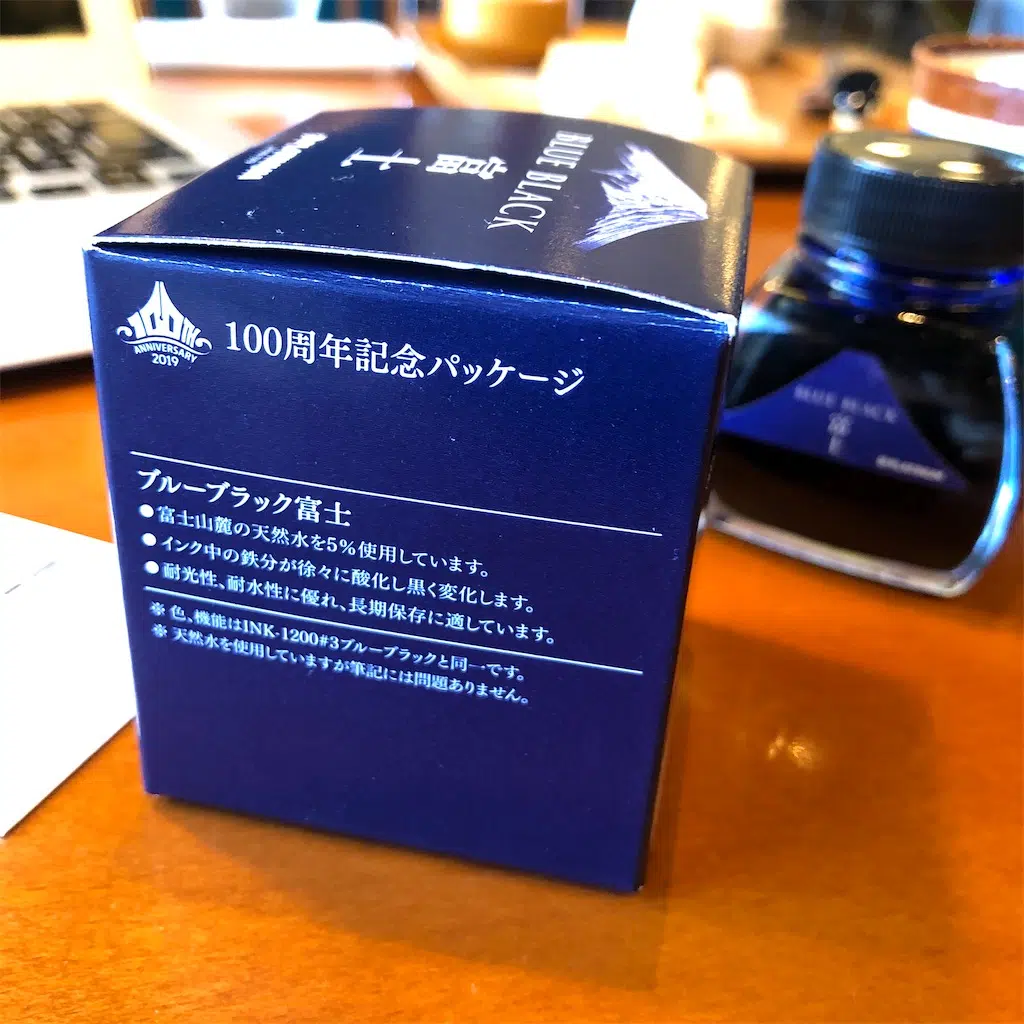 BLUE BLACK
富士
100TH
ANNIVERSARY
2019
100周年記念パッケージ
ブルーブラック富士
●富士山麓の天然水を5%使用しています。
●インク中の鉄分が徐々に酸化し黒く変化します。
●耐光性、耐水性に優れ、長期保存に適しています。
※ 色、機能はINK-1200#3ブルーブラックと同一です。
※ 天然水を使用していますが筆記には問題ありません。
BLUE BLACK
富士